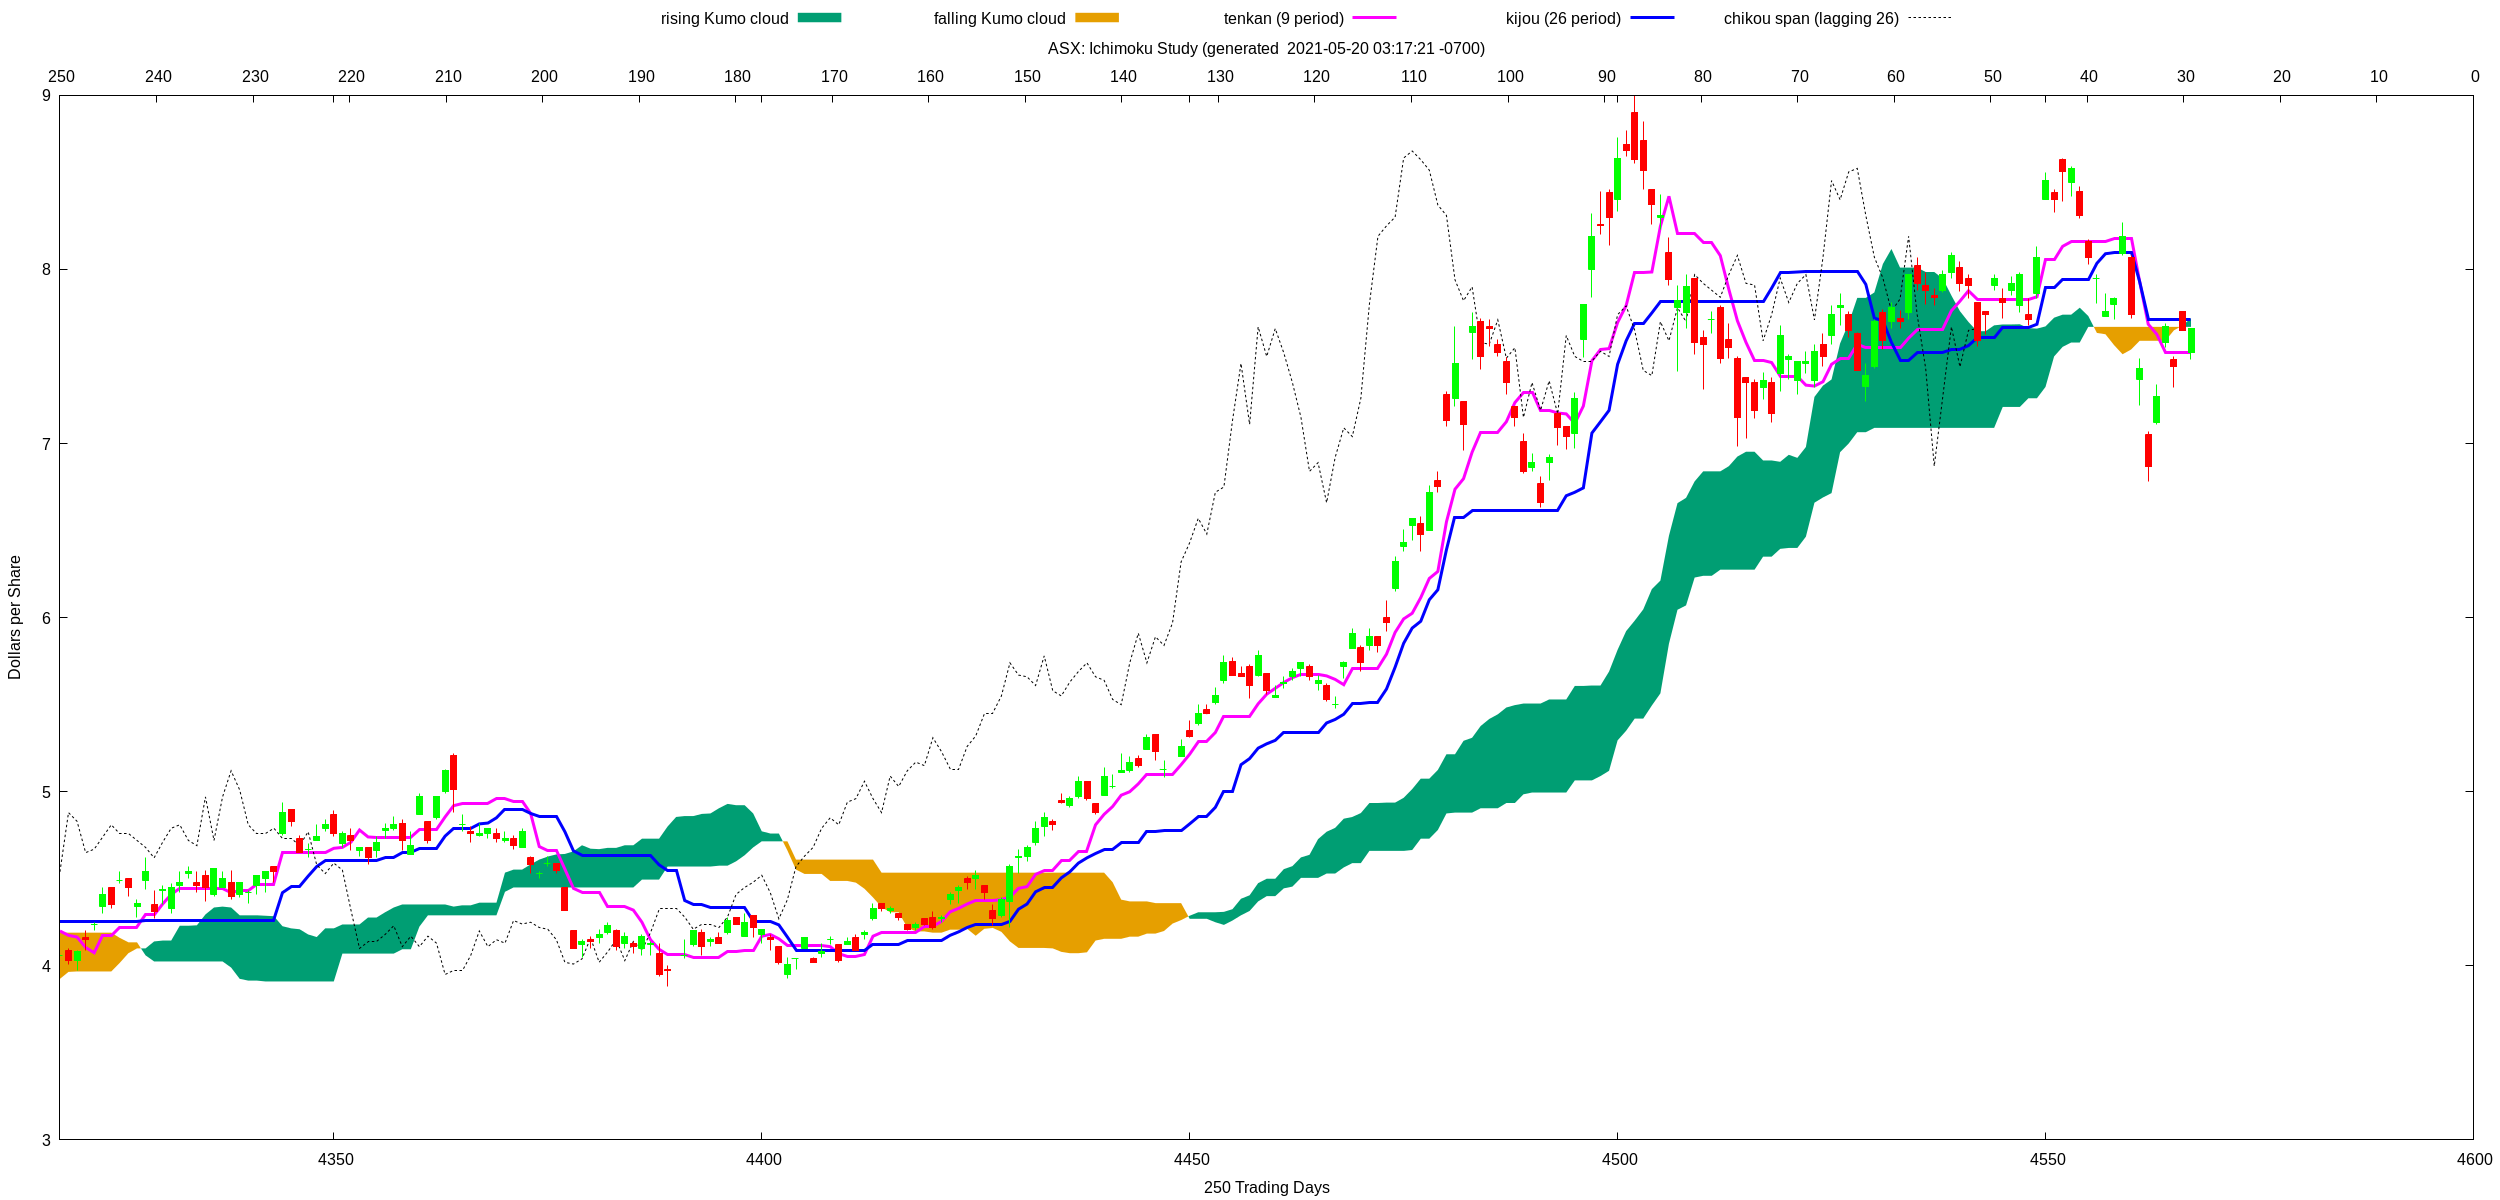 rising Kumo cloud falling Kumo cloud tenkan (9 period) kijou (26 period) chikou span (lagging 26)
ASX: Ichimoku Study (generated 2021-05-20 03:17:21 -0700)
250 240 230 220 210 200 190 180 170 160 150 140 130 120 110 100 90 80 70 60 50 40 30 20 10 0
9
8
7
6
Dollars per Share
5
4
3
4350 4400 4450 4500 4550 4600
250 Trading Days